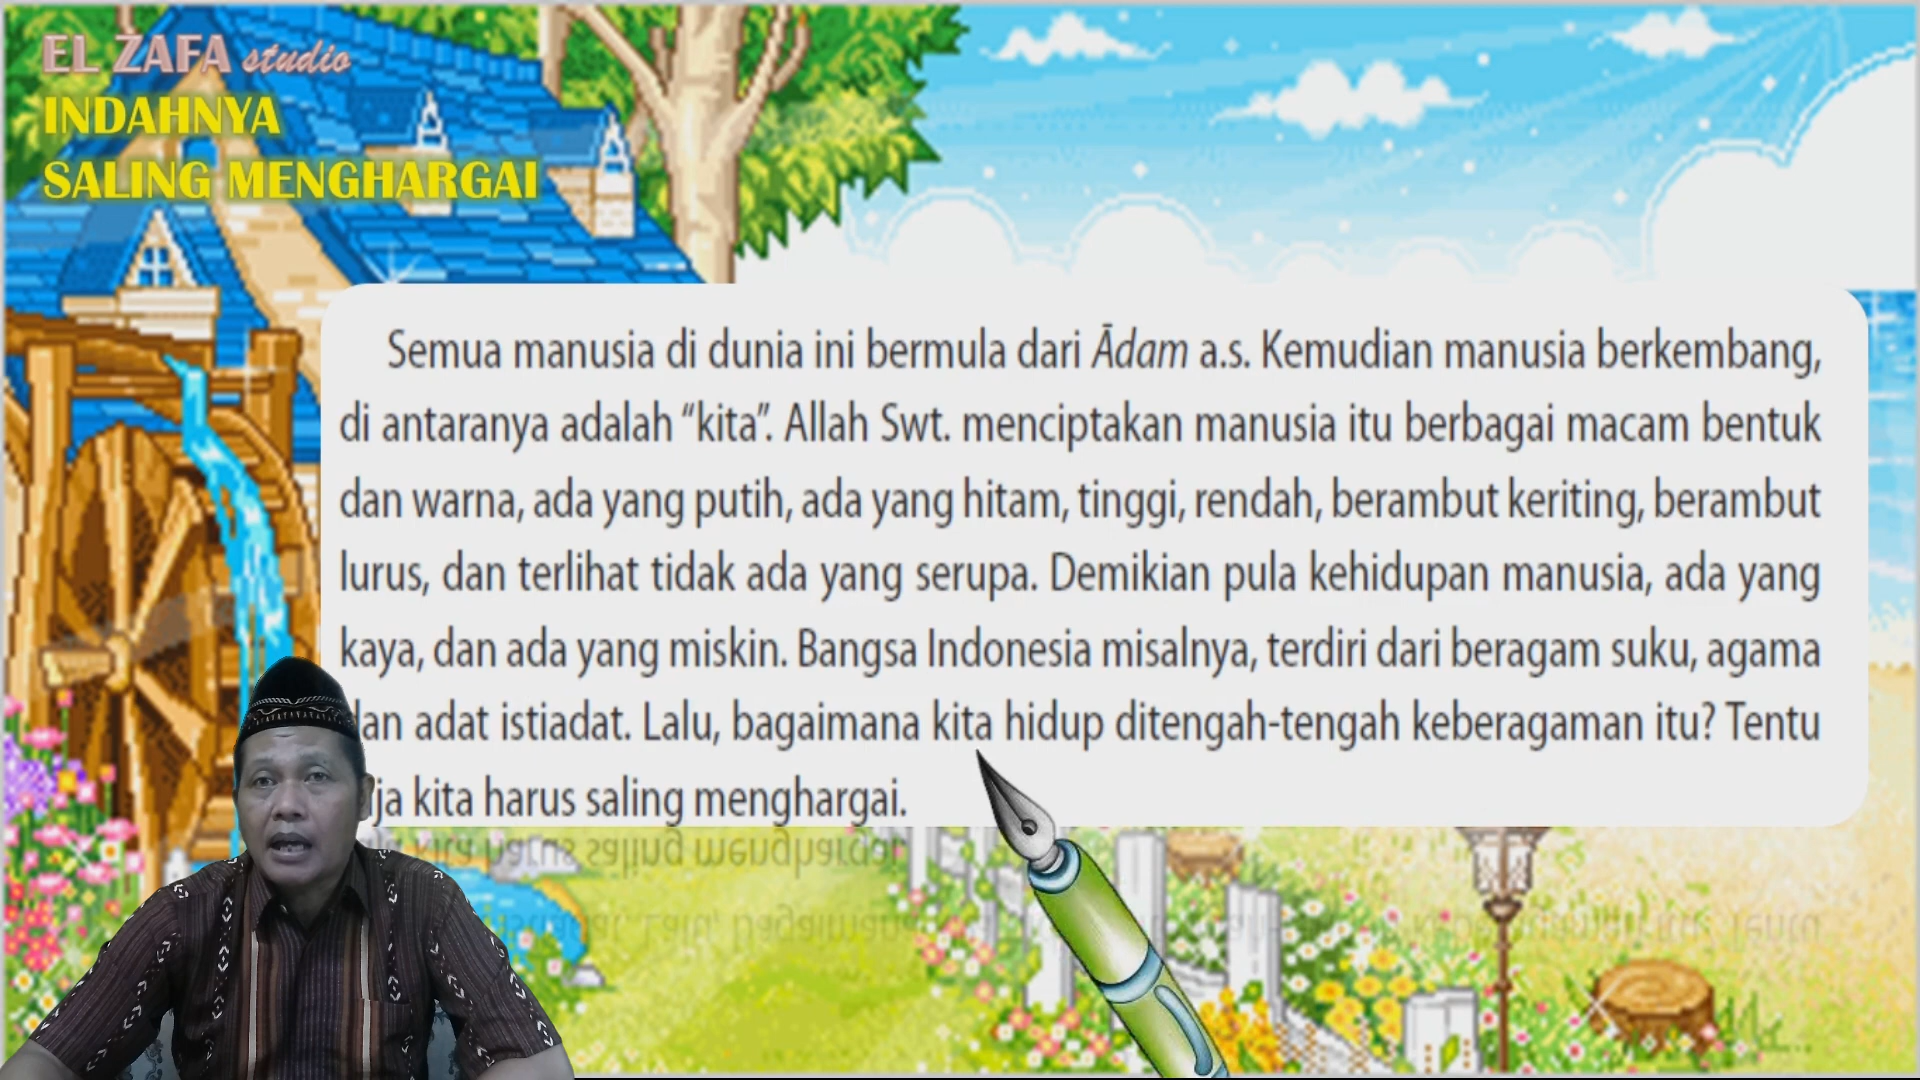 EL ŻAFA studio
INDAHNYA
SALING MENGHARGAI
Semua manusia di dunia ini bermula dari Ādam a.s. Kemudian manusia berkembang,
di antaranya adalah “kita”. Allah Swt. menciptakan manusia itu berbagai macam bentuk
dan warna, ada yang putih, ada yang hitam, tinggi, rendah, berambut keriting, berambut
lurus, dan terlihat tidak ada yang serupa. Demikian pula kehidupan manusia, ada yang
kaya, dan ada yang miskin. Bangsa Indonesia misalnya, terdiri dari beragam suku, agama
dan adat istiadat. Lalu, bagaimana kita hidup ditengah-tengah keberagaman itu? Tentu
kita harus saling menghargai.